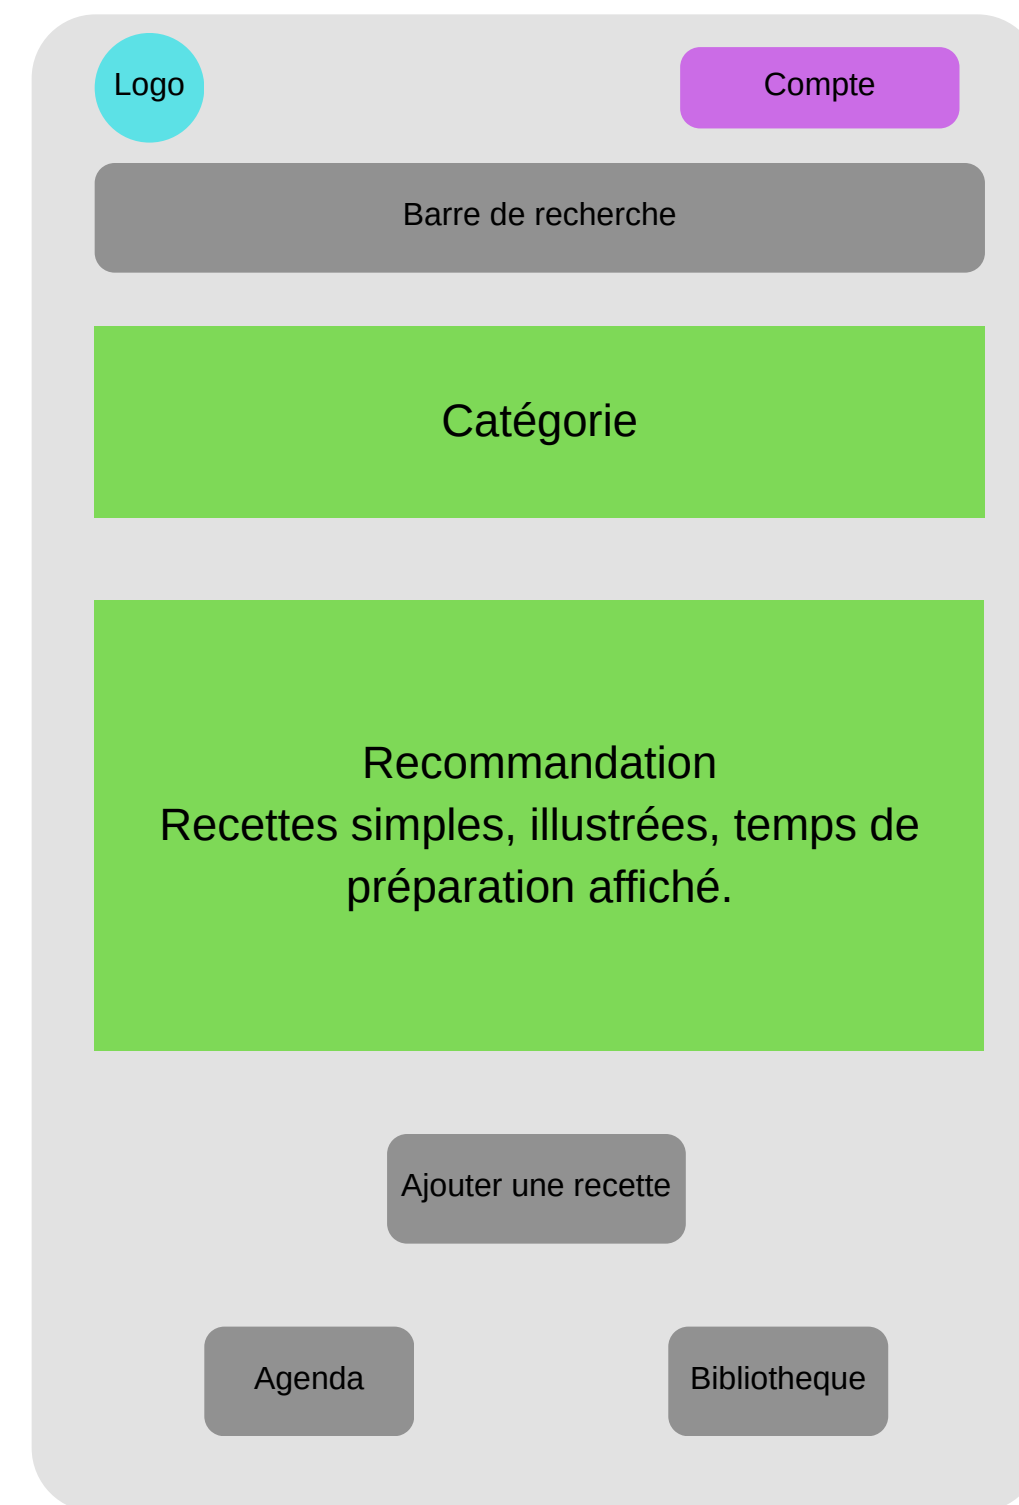 Logo
Compte
Barre de recherche
Catégorie
Recommandation
Recettes simples, illustrées, temps de
préparation affiché.
Ajouter une recette
Agenda
Bibliotheque